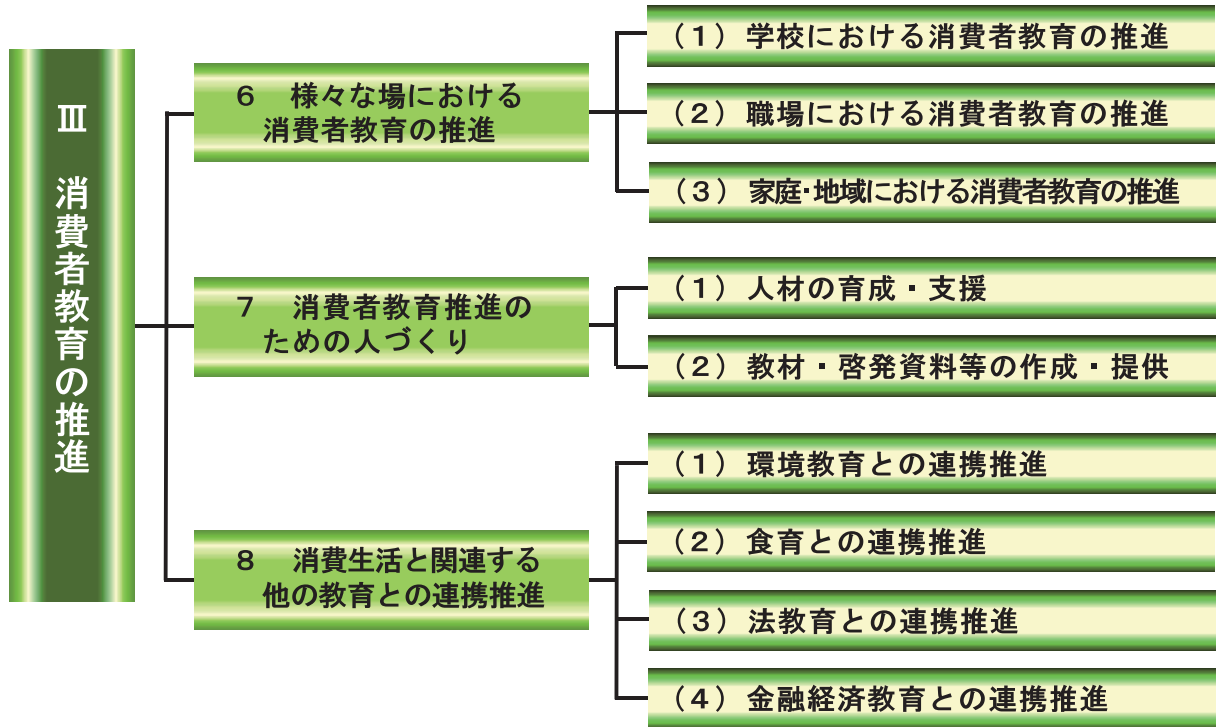 Ⅲ 消費者教育の推進
6 様々な場における
消費者教育の推進
(1) 学校における消費者教育の推進
(2) 職場における消費者教育の推進
(3) 家庭・地域における消費者教育の推進
7 消費者教育推進の
ための人づくり
(1) 人材の育成・支援
(2) 教材・啓発資料等の作成・提供
8 消費生活と関連する
他の教育との連携推進
(1) 環境教育との連携推進
(2) 食育との連携推進
(3) 法教育との連携推進
(4) 金融経済教育との連携推進